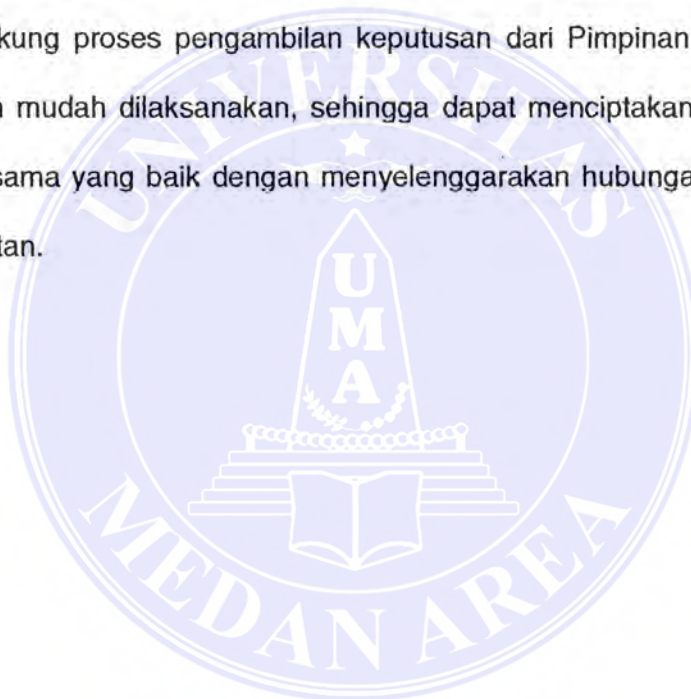 kung proses pengambilan keputusan dari Pimpinan
mudah dilaksanakan, sehingga dapat menciptakan
sama yang baik dengan menyelenggarakan hubunga
tan.
UNIVERSITAS
UMA
MEDAN AREA